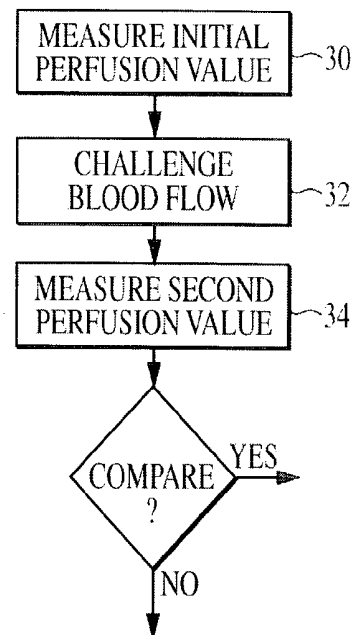 MEASURE INITIAL
PERFUSION VALUE
30
CHALLENGE
BLOOD FLOW
32
MEASURE SECOND
PERFUSION VALUE
34
COMPARE
?
YES
NO